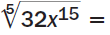 ⁵√32x¹⁵ =